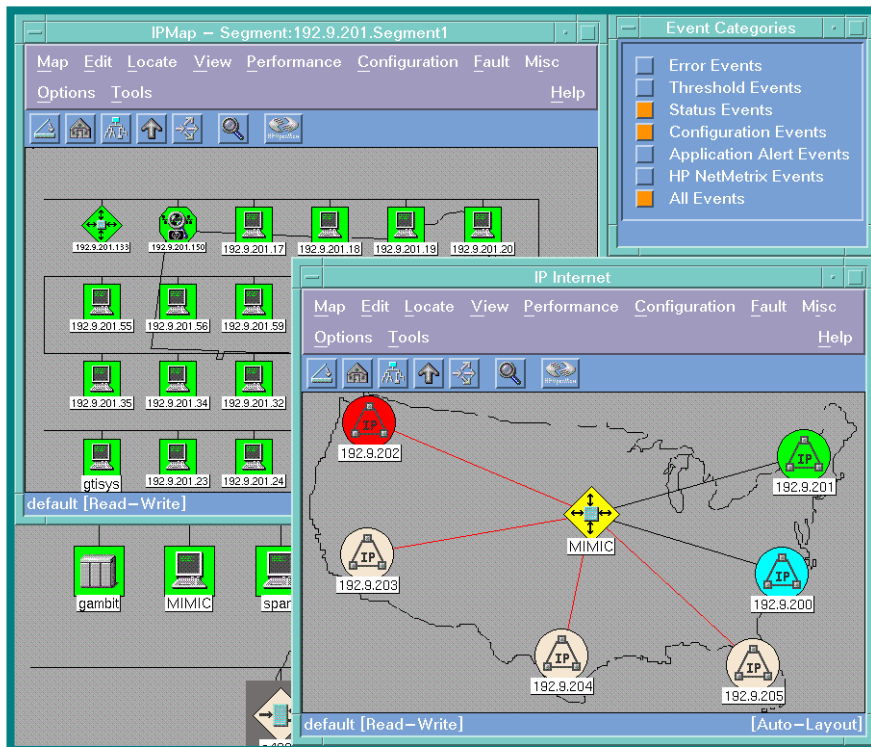 IPMap – Segment:192.9.201.Segment1
Map Edit Locate View Performance Configuration Fault Misc
Options Tools Help
192.9.201.133 192.9.201.150 192.9.201.17 192.9.201.18 192.9.201.19 192.9.201.20
192.9.201.55 192.9.201.56 192.9.201.59
192.9.201.35 192.9.201.34 192.9.201.32
gtisys 192.9.201.23 192.9.201.24
default [Read–Write]
gambit MIMIC
Event Categories
Error Events
Threshold Events
Status Events
Configuration Events
Application Alert Events
HP NetMetrix Events
All Events
IP Internet
Map Edit Locate View Performance Configuration Fault Misc
Options Tools Help
IP
192.9.202
IP
192.9.201
MIMIC
IP
192.9.203
IP
192.9.200
IP
192.9.204
IP
192.9.205
default [Read–Write] [Auto–Layout]